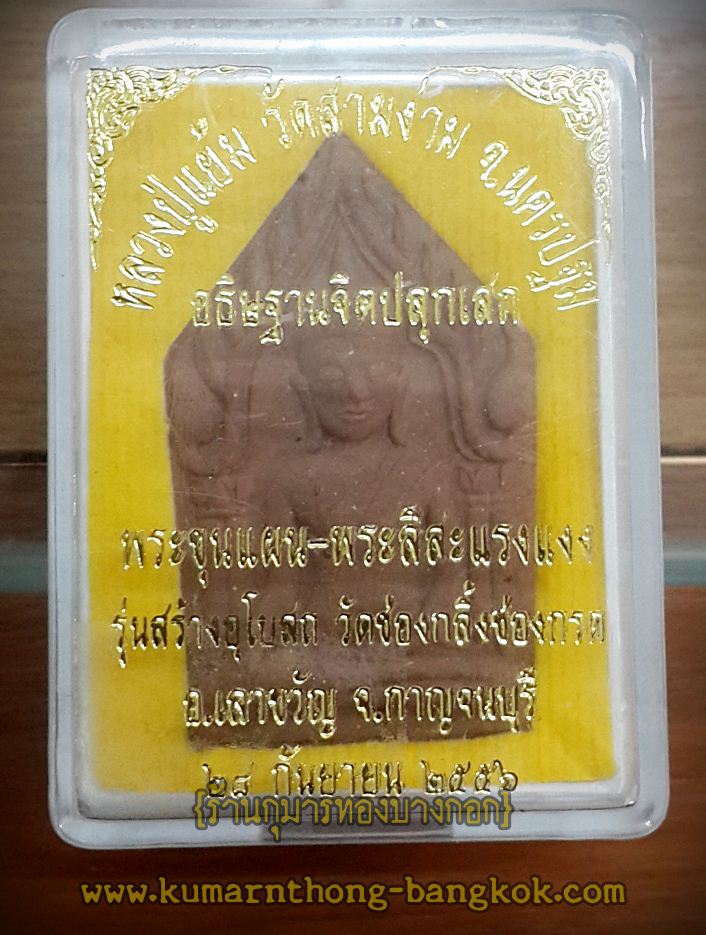 หลวงปู่แย้ม วัดสามง่าม จ.นครปฐม
อธิษฐานจิตปลุกเสก
พระขุนแผน-พระลีสะแรงแงง
รุ่นสร้างอุโบสถ วัดช่องกลิ้งช่องกรด
อ.เลาขวัญ จ.กาญจนบุรี
๒๘ กันยายน ๒๕๕๖
{ร้านกุมารทองบางกอก}
www.kumarnthong-bangkok.com